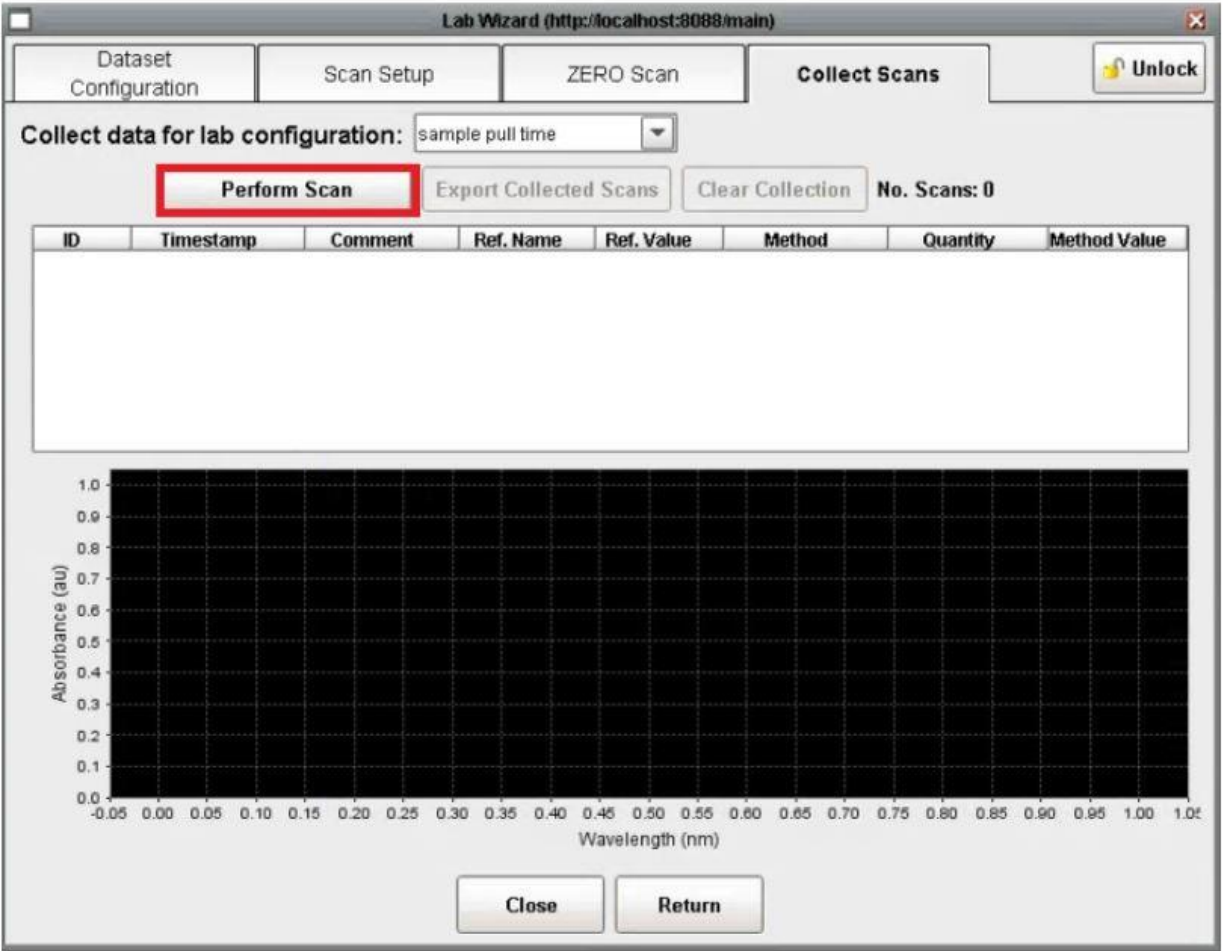 Lab Wizard (http://localhost:8088/main)
Dataset Configuration
Scan Setup
ZERO Scan
Collect Scans
Unlock
Collect data for lab configuration: sample pull time
Perform Scan Export Collected Scans Clear Collection No. Scans: 0
ID Timestamp Comment Ref. Name Ref. Value Method Quantity Method Value
1.0
0.9
0.8
0.7
0.6
0.5
0.4
0.3
0.2
0.1
0.0
Absorbance (au)
-0.05 0.00 0.05 0.10 0.15 0.20 0.25 0.30 0.35 0.40 0.45 0.50 0.55 0.60 0.65 0.70 0.75 0.80 0.85 0.90 0.95 1.00 1.05
Wavelength (nm)
Close Return